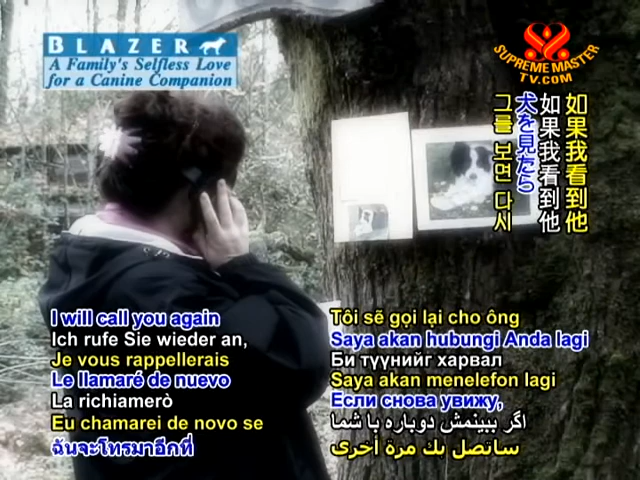 BLAZER
A Family's Selfless Love
for a Canine Companion
SUPREME MASTER
TV.COM
如果我看到他
如果我看到他
犬を見たら
그를 보면 다시
I will call you again
Ich rufe Sie wieder an,
Je vous rappellerais
Le llamaré de nuevo
La richiamerò
Eu chamarei de novo se
ฉันจะโทรมาอีกที่
Tôi sẽ gọi lại cho ông
Saya akan hubungi Anda lagi
Би түүнийг харвал
Saya akan menelefon lagi
Если снова увижу,
اگر ببینمش دوباره با شما
ساتصل بك مرة أخرى